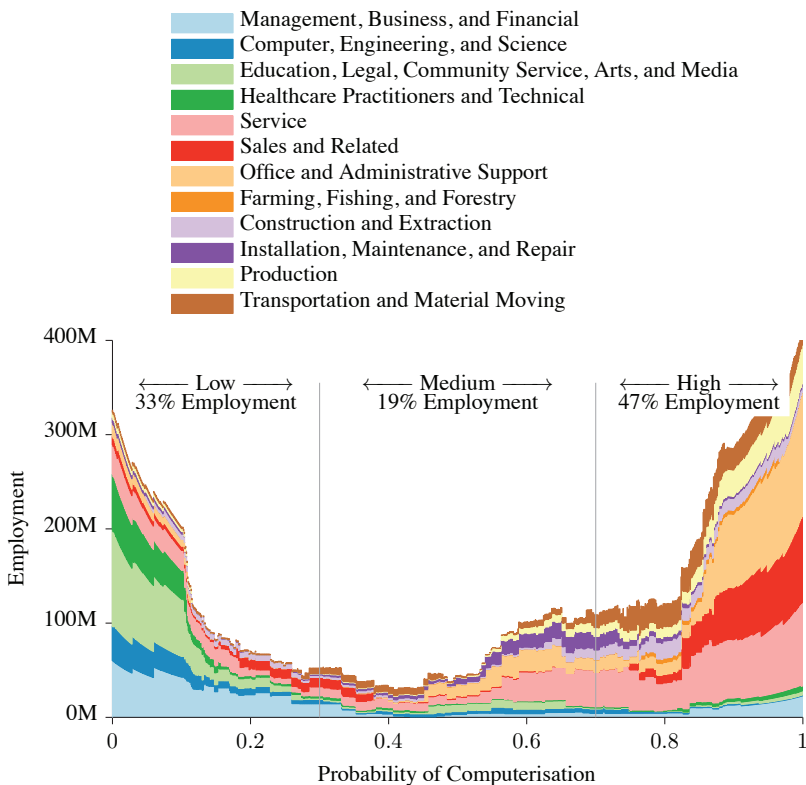 Management, Business, and Financial
Computer, Engineering, and Science
Education, Legal, Community Service, Arts, and Media
Healthcare Practitioners and Technical
Service
Sales and Related
Office and Administrative Support
Farming, Fishing, and Forestry
Construction and Extraction
Installation, Maintenance, and Repair
Production
Transportation and Material Moving
400M
←—— Low ——→
33% Employment
←—— Medium ——→
19% Employment
←—— High ——→
47% Employment
300M
200M
100M
0M
Employment
0 0.2 0.4 0.6 0.8 1
Probability of Computerisation